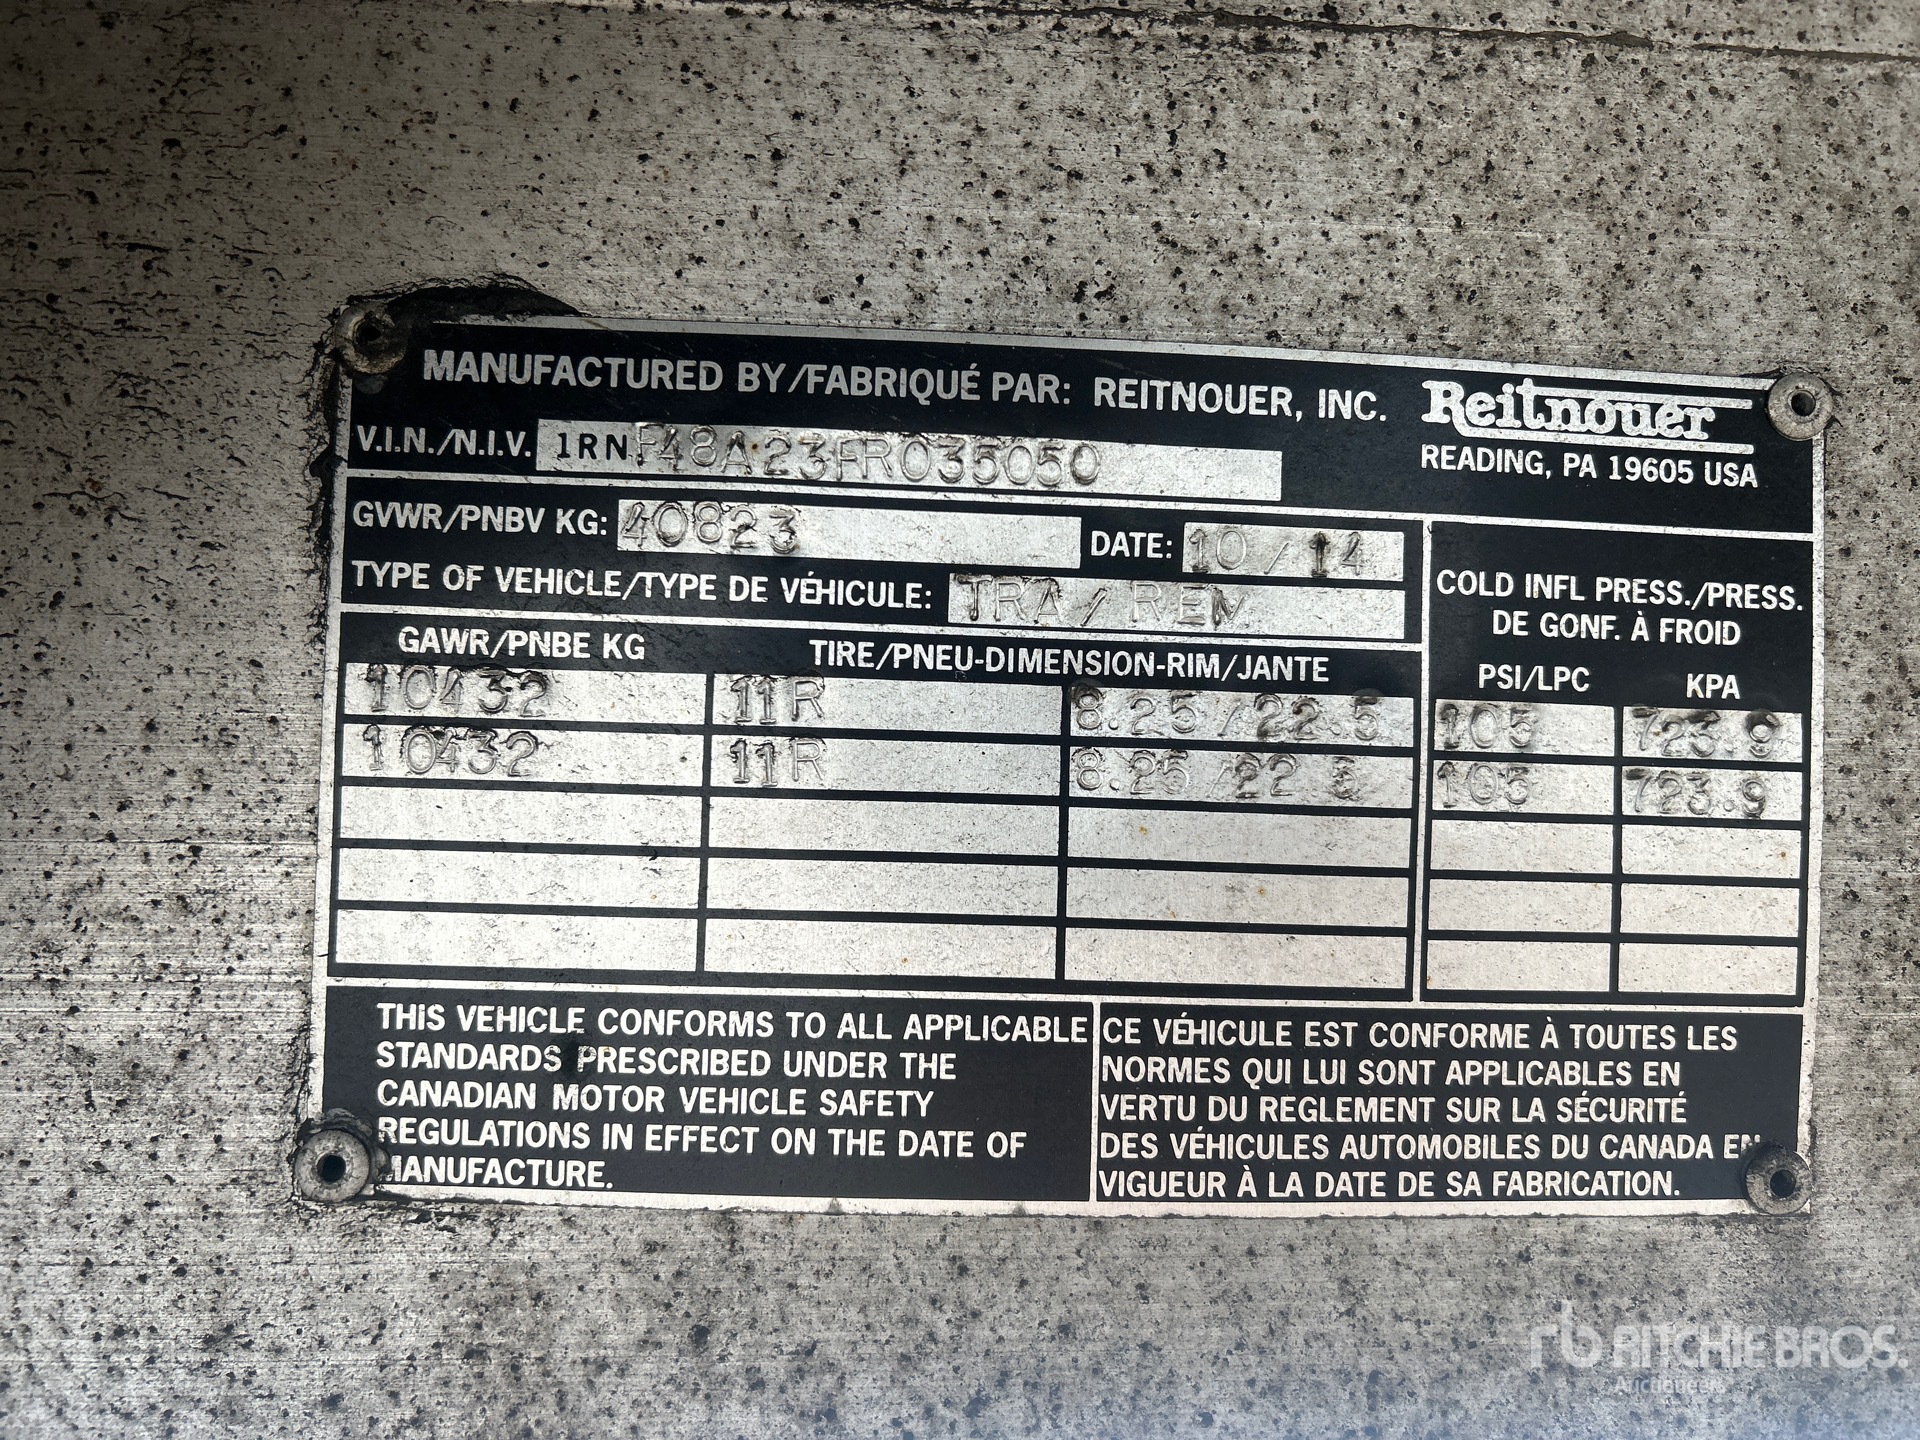 MANUFACTURED BY/FABRIQUÉ PAR: REITNOUER, INC. Reitnouer
V.I.N./N.I.V. 1RNF48A23FR035050 READING, PA 19605 USA
GVWR/PNBV KG: 40823 DATE: 10/14
TYPE OF VEHICLE/TYPE DE VÉHICULE: TRA/REM
COLD INFL PRESS./PRESS.
DE GONF. À FROID
GAWR/PNBE KG TIRE/PNEU-DIMENSION-RIM/JANTE PSI/LPC KPA
10432 11R 8.25/22.5 105 723.9
10432 11R 8.25/22.5 105 723.9
THIS VEHICLE CONFORMS TO ALL APPLICABLE
STANDARDS PRESCRIBED UNDER THE
CANADIAN MOTOR VEHICLE SAFETY
REGULATIONS IN EFFECT ON THE DATE OF
MANUFACTURE.
CE VÉHICULE EST CONFORME À TOUTES LES
NORMES QUI LUI SONT APPLICABLES EN
VERTU DU REGLEMENT SUR LA SÉCURITÉ
DES VÉHICULES AUTOMOBILES DU CANADA EN
VIGUEUR À LA DATE DE SA FABRICATION.
rb RITCHIE BROS.
Auctioneers